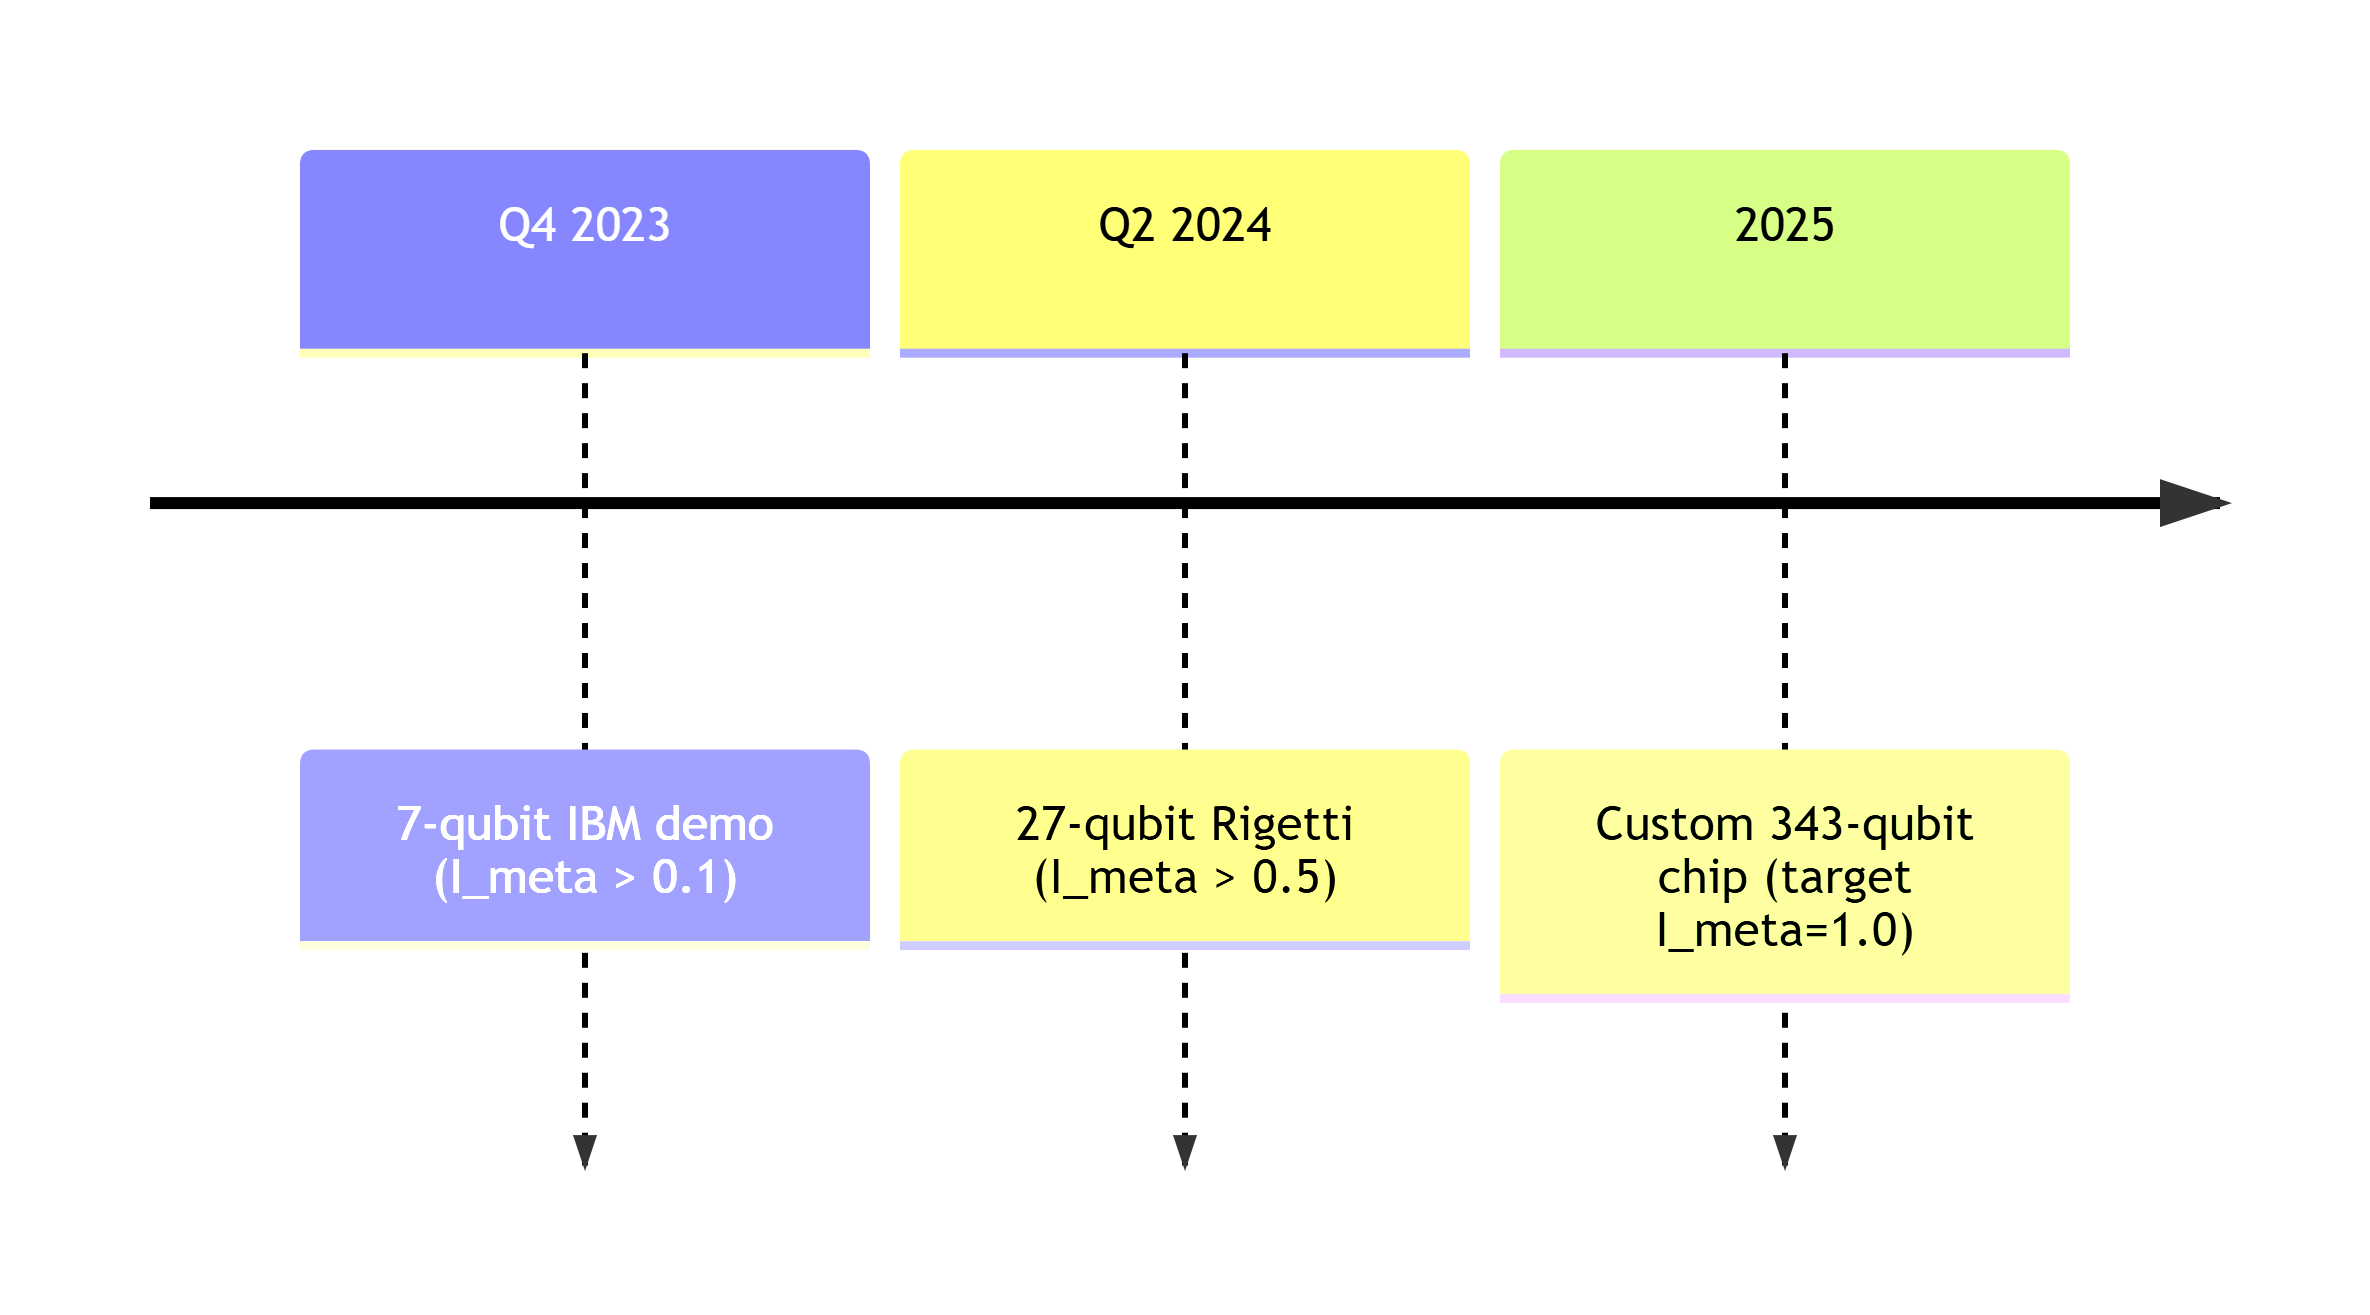 Q4 2023
Q2 2024
2025
7-qubit IBM demo
(I_meta > 0.1)
27-qubit Rigetti
(I_meta > 0.5)
Custom 343-qubit
chip (target
I_meta=1.0)